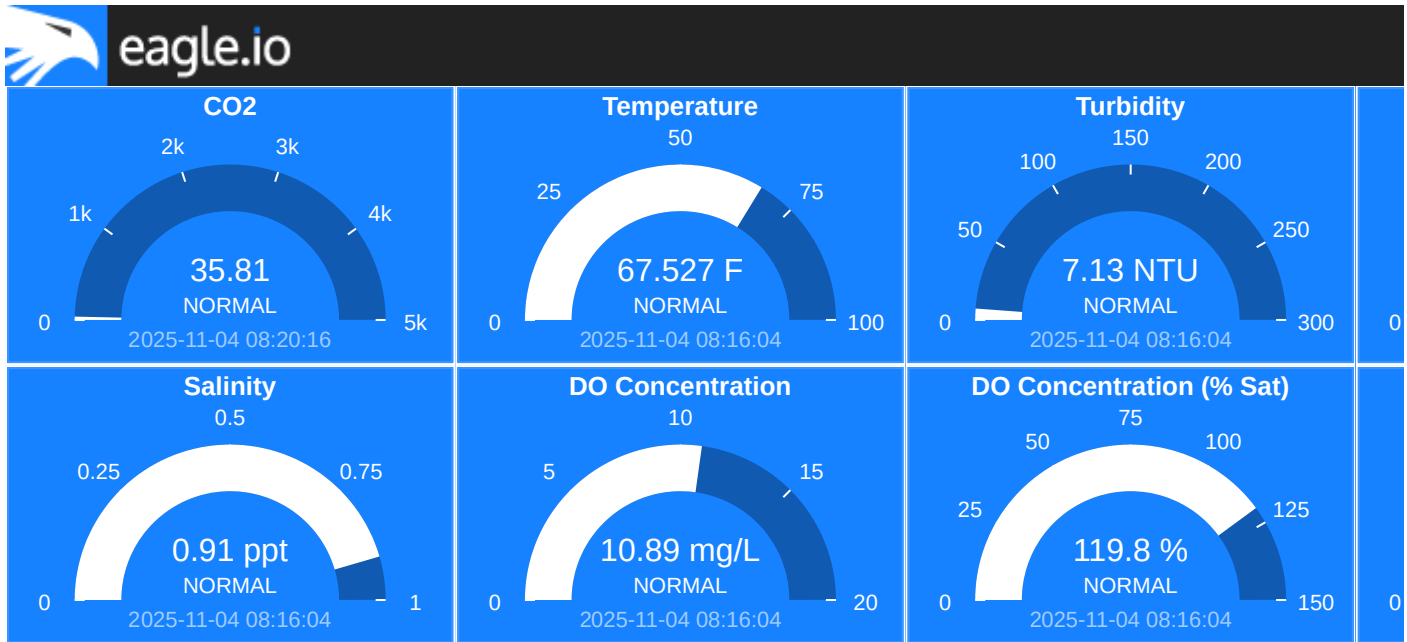 eagle.io
CO2
2k
3k
1k
4k
35.81
NORMAL
0
5k
2025-11-04 08:20:16
Temperature
50
25
75
67.527 F
NORMAL
0
100
2025-11-04 08:16:04
Turbidity
150
100
200
50
250
7.13 NTU
NORMAL
0
300
2025-11-04 08:16:04
0
Salinity
0.5
0.25
0.75
0.91 ppt
NORMAL
0
1
2025-11-04 08:16:04
DO Concentration
10
5
15
10.89 mg/L
NORMAL
0
20
2025-11-04 08:16:04
DO Concentration (% Sat)
75
50
100
25
125
119.8 %
NORMAL
0
150
2025-11-04 08:16:04
0